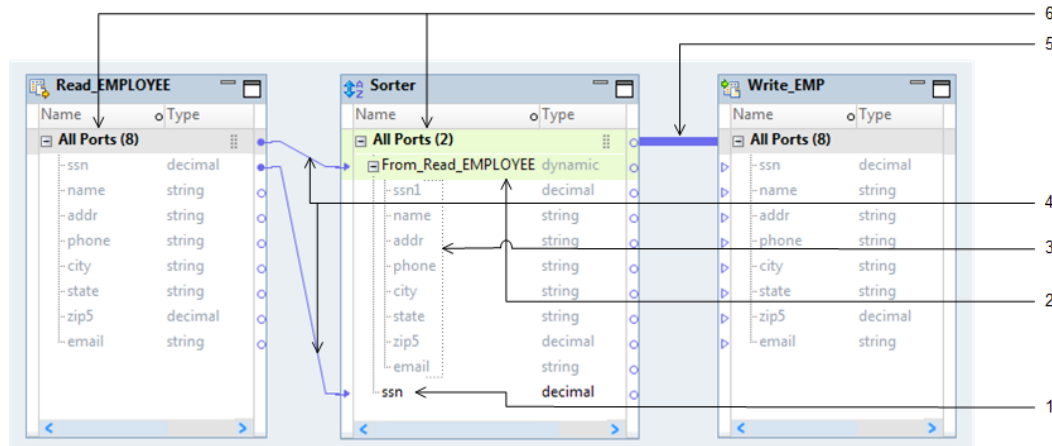 6
5
Read_EMPLOYEE
Name Type
All Ports (8)
ssn decimal
name string
addr string
phone string
city string
state string
zip5 decimal
email string
Sorter
Name Type
All Ports (2)
From_Read_EMPLOYEE dynamic
ssn1 decimal
name string
addr string
phone string
city string
state string
zip5 decimal
email string
ssn decimal
Write_EMP
Name Type
All Ports (8)
ssn decimal
name string
addr string
phone string
city string
state string
zip5 decimal
email string
4
3
2
1